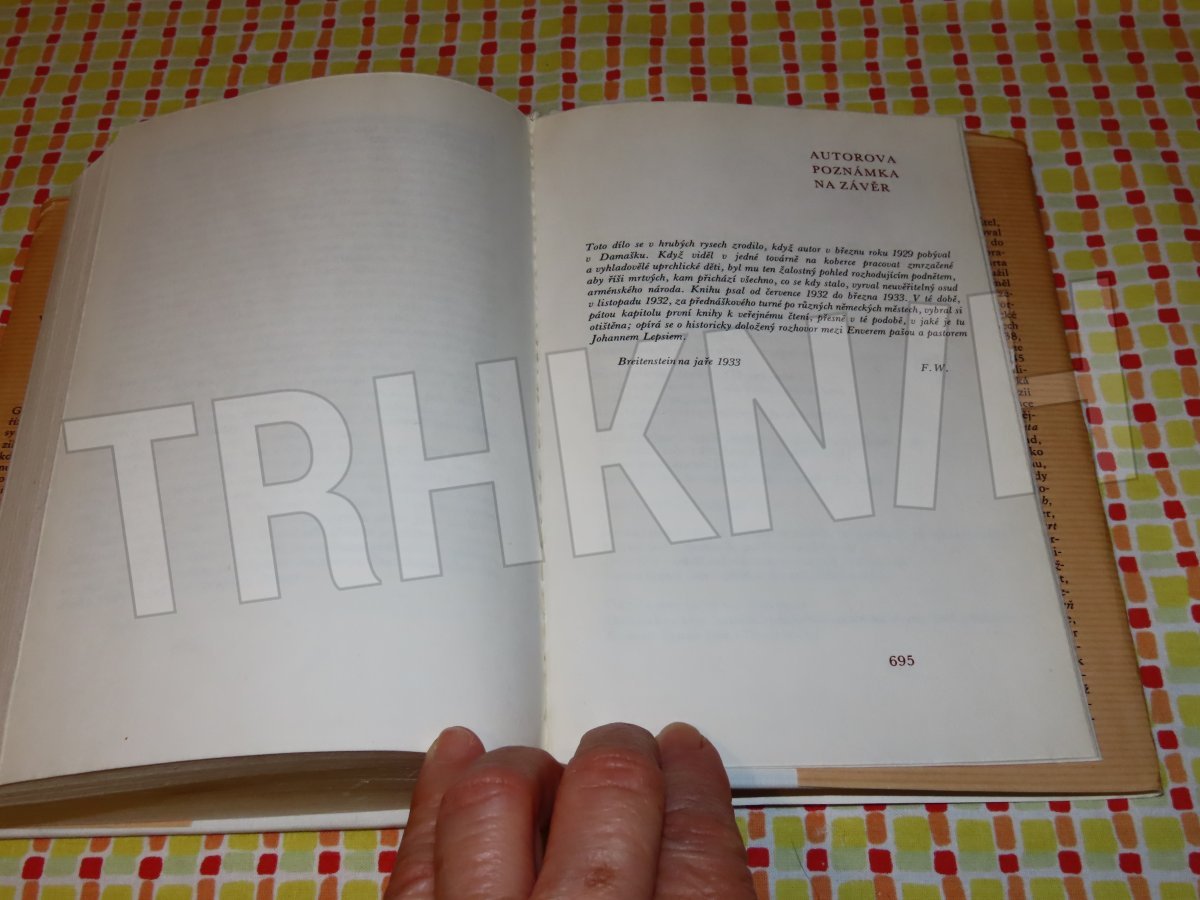 AUTOROVA
POZNÁMKA
NA ZÁVĚR
Toto dílo se v hrubých rysech zrodilo, když autor v březnu roku 1929 pobýval
v Damašku. Když viděl v jedné továrně na koberce pracovat zmrzačené
a vyhladovělé uprchlické děti, byl mu ten žalostný pohled rozhodujícím podnětem,
aby říši mrtvých, kam přichází všechno, co se kdy stalo, vyrval neuvěřitelný osud
arménského národa. Knihu psal od července 1932 do března 1933. V té době,
v listopadu 1932, za přednáškového turné po různých německých městech, vybral si
pátou kapitolu první knihy k veřejnému čtení, přesně v té podobě, v jaké je tu
otištěna; opírá se o historicky doložený rozhovor mezi Enverem pašou a pastorem
Johannem Lepsiem.
Breitenstein na jaře 1933
F. W.
695
TRHKNIH